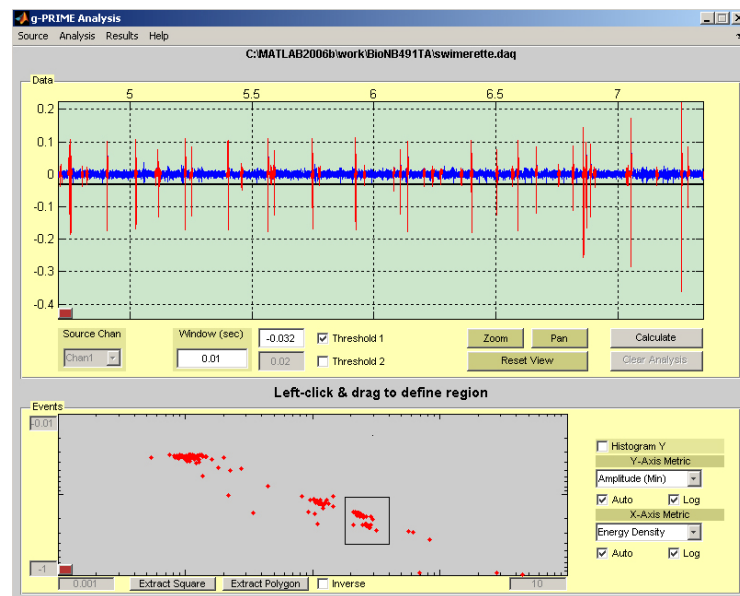 g-PRIME Analysis
Source Analysis Results Help
C:\MATLAB2006b\work\BioNB491TA\swimerette.daq
Data
5 5.5 6 6.5 7
0.2
0.1
0
-0.1
-0.2
-0.3
-0.4
Source Chan Window (sec) -0.032 Threshold 1 Zoom Pan Calculate
Chan1 0.01 0.02 Threshold 2 Reset View Clear Analysis
Left-click & drag to define region
Events
-0.01
Histogram Y
Y-Axis Metric
Amplitude (Min)
Auto Log
X-Axis Metric
Energy Density
Auto Log
-1
0.001 Extract Square Extract Polygon Inverse 10